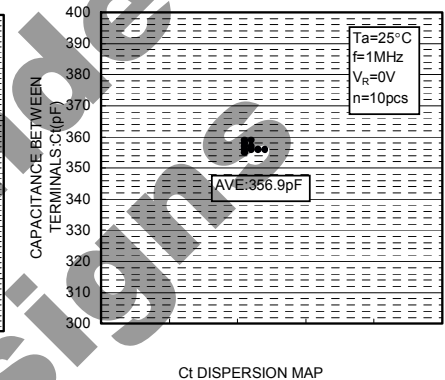 400
390
380
370
360
350
340
330
320
310
300
CAPACITANCE BETWEEN
TERMINALS:Ct(pF)
Ta=25°C
f=1MHz
VR=0V
n=10pcs
AVE:356.9pF
Ct DISPERSION MAP
signs